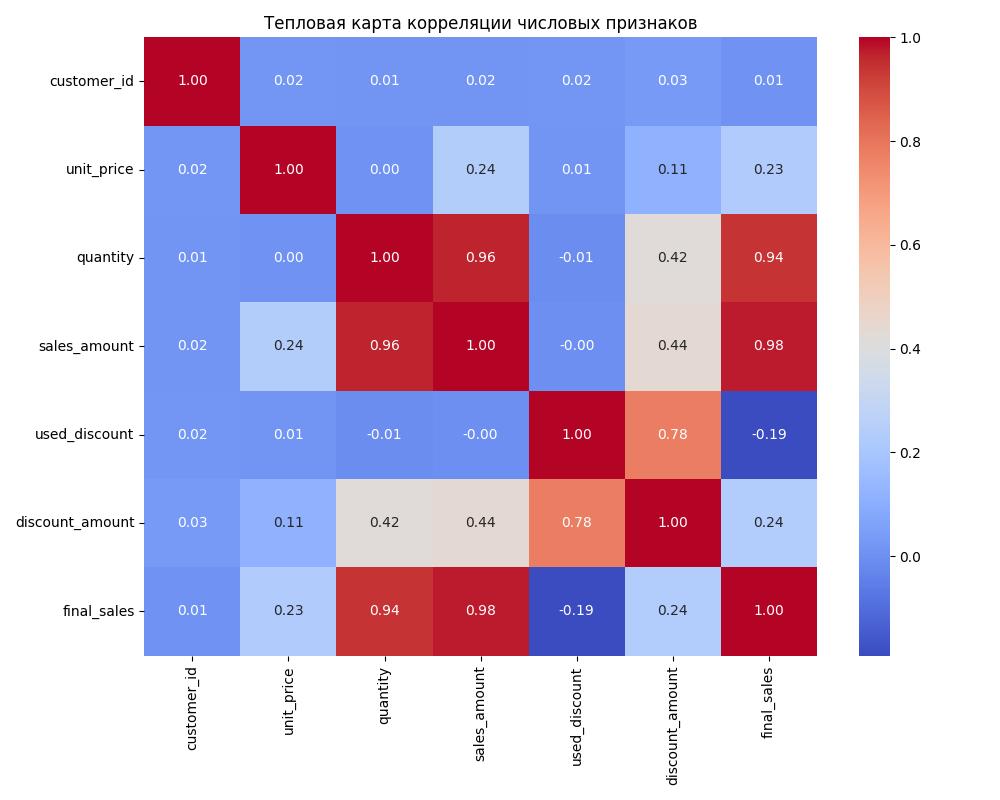 Тепловая карта корреляции числовых признаков
customer_id 1.00 0.02 0.01 0.02 0.02 0.03 0.01
unit_price 0.02 1.00 0.00 0.24 0.01 0.11 0.23
quantity 0.01 0.00 1.00 0.96 -0.01 0.42 0.94
sales_amount 0.02 0.24 0.96 1.00 -0.00 0.44 0.98
used_discount 0.02 0.01 -0.01 -0.00 1.00 0.78 -0.19
discount_amount 0.03 0.11 0.42 0.44 0.78 1.00 0.24
final_sales 0.01 0.23 0.94 0.98 -0.19 0.24 1.00
customer_id
unit_price
quantity
sales_amount
used_discount
discount_amount
final_sales
1.0
0.8
0.6
0.4
0.2
0.0